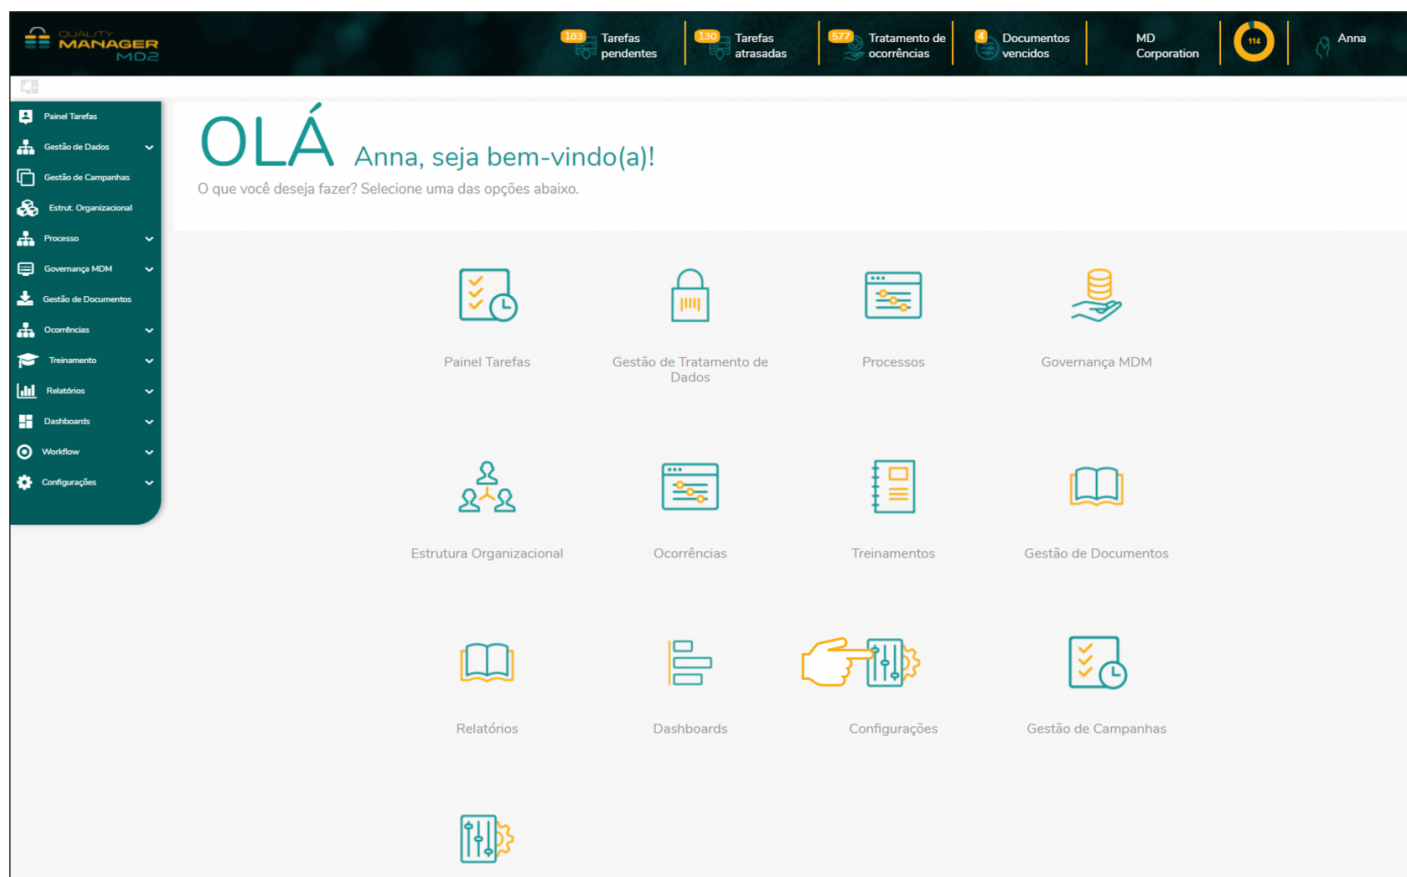 QUALITY
MANAGER
MD2
183
Tarefas
pendentes
130
Tarefas
atrasadas
577
Tratamento de
ocorrências
4
Documentos
vencidos
MD
Corporation
114
Anna
Painel Tarefas
Gestão de Dados
Gestão de Campanhas
Estrut. Organizacional
Processo
Governança MDM
Gestão de Documentos
Ocorrências
Treinamento
Relatórios
Dashboards
Workflow
Configurações
OLÁ Anna, seja bem-vindo(a)!
O que você deseja fazer? Selecione uma das opções abaixo.
Painel Tarefas
Gestão de Tratamento de
Dados
Processos
Governança MDM
Estrutura Organizacional
Ocorrências
Treinamentos
Gestão de Documentos
Relatórios
Dashboards
Configurações
Gestão de Campanhas